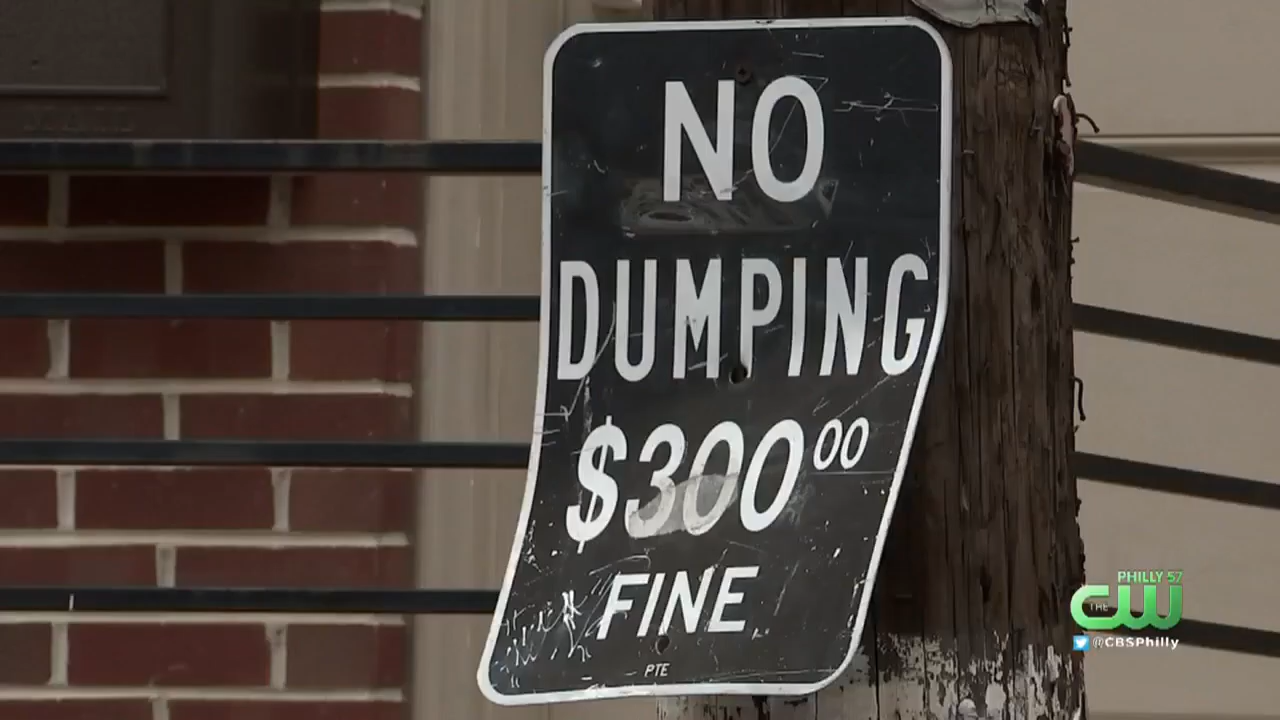 NO
DUMPING
$300 00
FINE
PTE
PHILLY 57
THE CW
@CBSPhilly